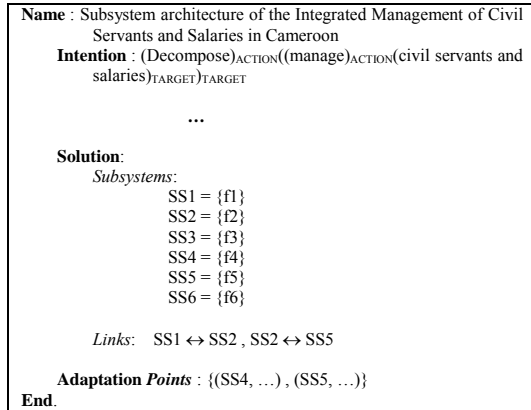 Name : Subsystem architecture of the Integrated Management of Civil
Servants and Salaries in Cameroon
Intention : (Decompose)ACTION((manage)ACTION(civil servants and
salaries)TARGET)TARGET
...
Solution:
Subsystems:
SS1 = {f1}
SS2 = {f2}
SS3 = {f3}
SS4 = {f4}
SS5 = {f5}
SS6 = {f6}
Links: SS1 ↔ SS2 , SS2 ↔ SS5
Adaptation Points : {(SS4, …) , (SS5, …)}
End.